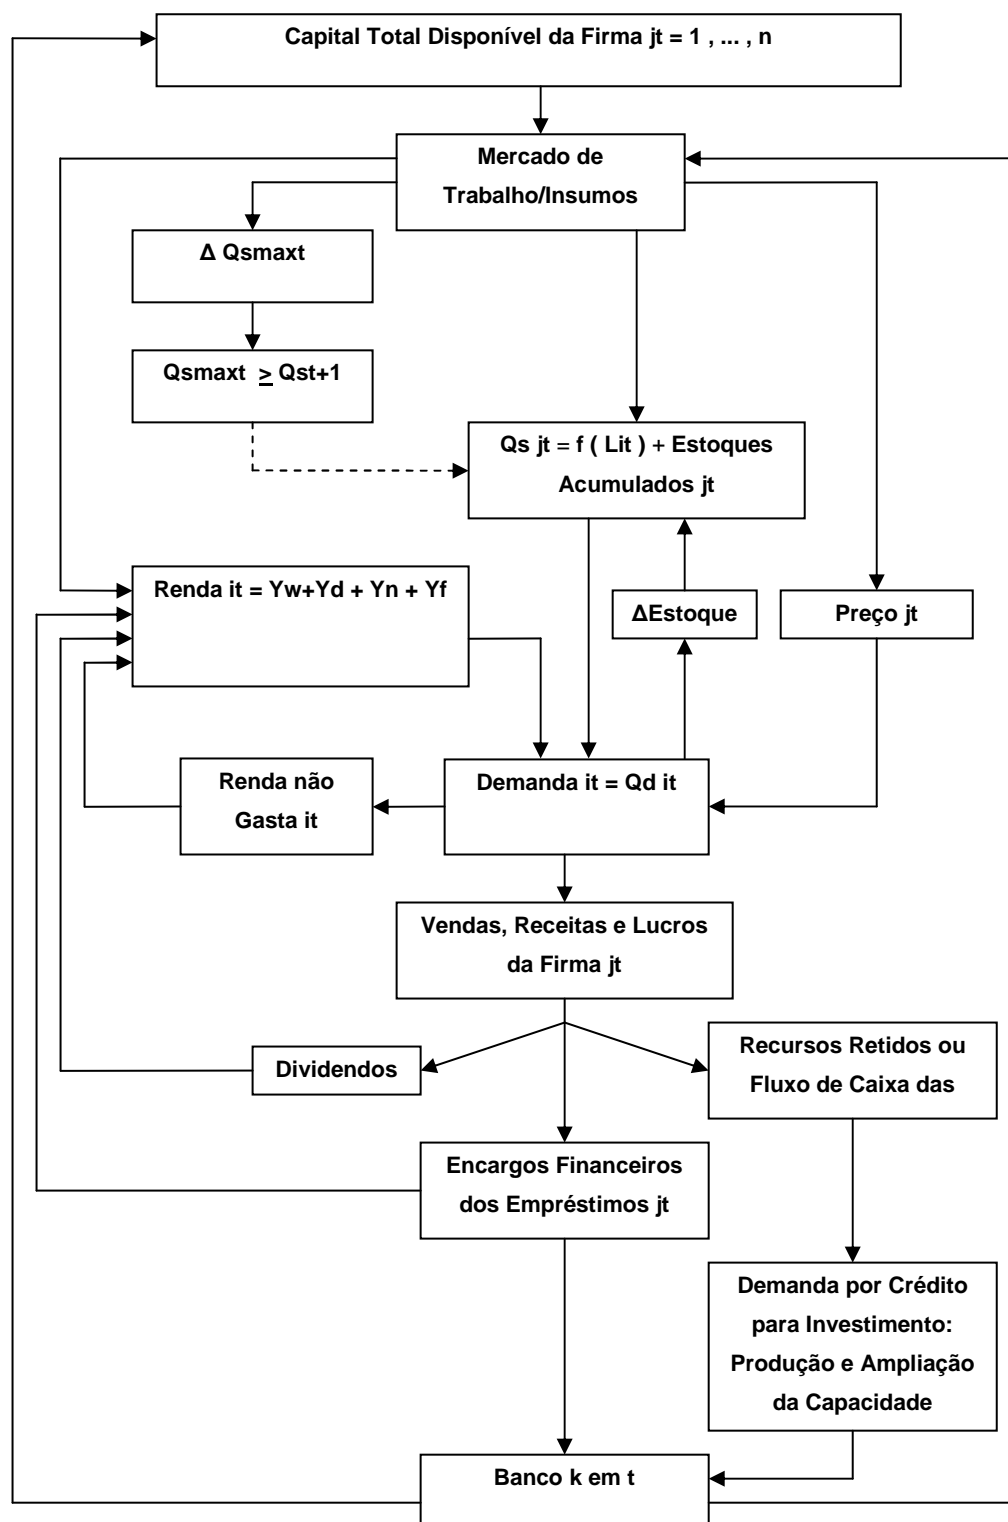 Capital Total Disponível da Firma jt = 1 , ... , n
Mercado de
Trabalho/Insumos
Δ Qsmaxt
Qsmaxt ≥ Qst+1
Qs jt = f ( Lit ) + Estoques
Acumulados jt
Renda it = Yw+Yd + Yn + Yf
ΔEstoque
Preço jt
Renda não
Gasta it
Demanda it = Qd it
Vendas, Receitas e Lucros
da Firma jt
Dividendos
Recursos Retidos ou
Fluxo de Caixa das
Encargos Financeiros
dos Empréstimos jt
Demanda por Crédito
para Investimento:
Produção e Ampliação
da Capacidade
Banco k em t